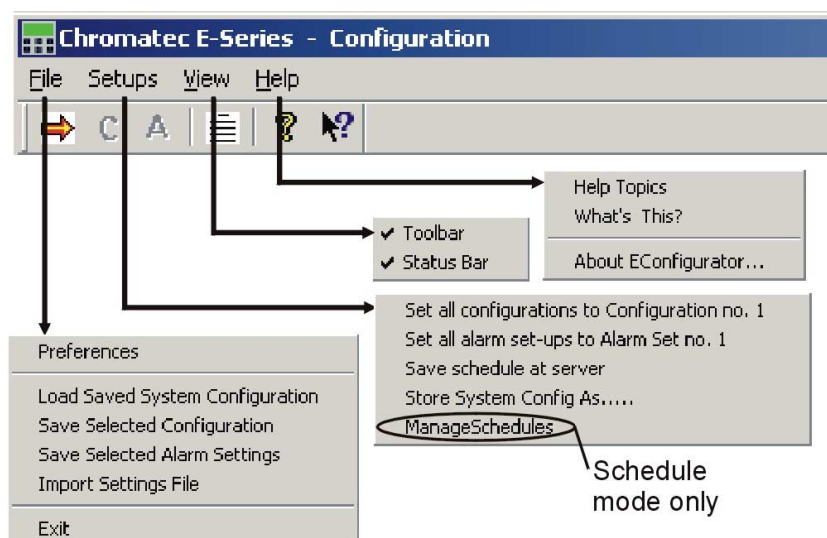 Chromatec E-Series - Configuration
File Setups View Help
C A ? ?
Help Topics
What's This?
About EConfigurator...
Toolbar
Status Bar
Set all configurations to Configuration no. 1
Set all alarm set-ups to Alarm Set no. 1
Save schedule at server
Store System Config As.....
ManageSchedules
Schedule
mode only
Preferences
Load Saved System Configuration
Save Selected Configuration
Save Selected Alarm Settings
Import Settings File
Exit